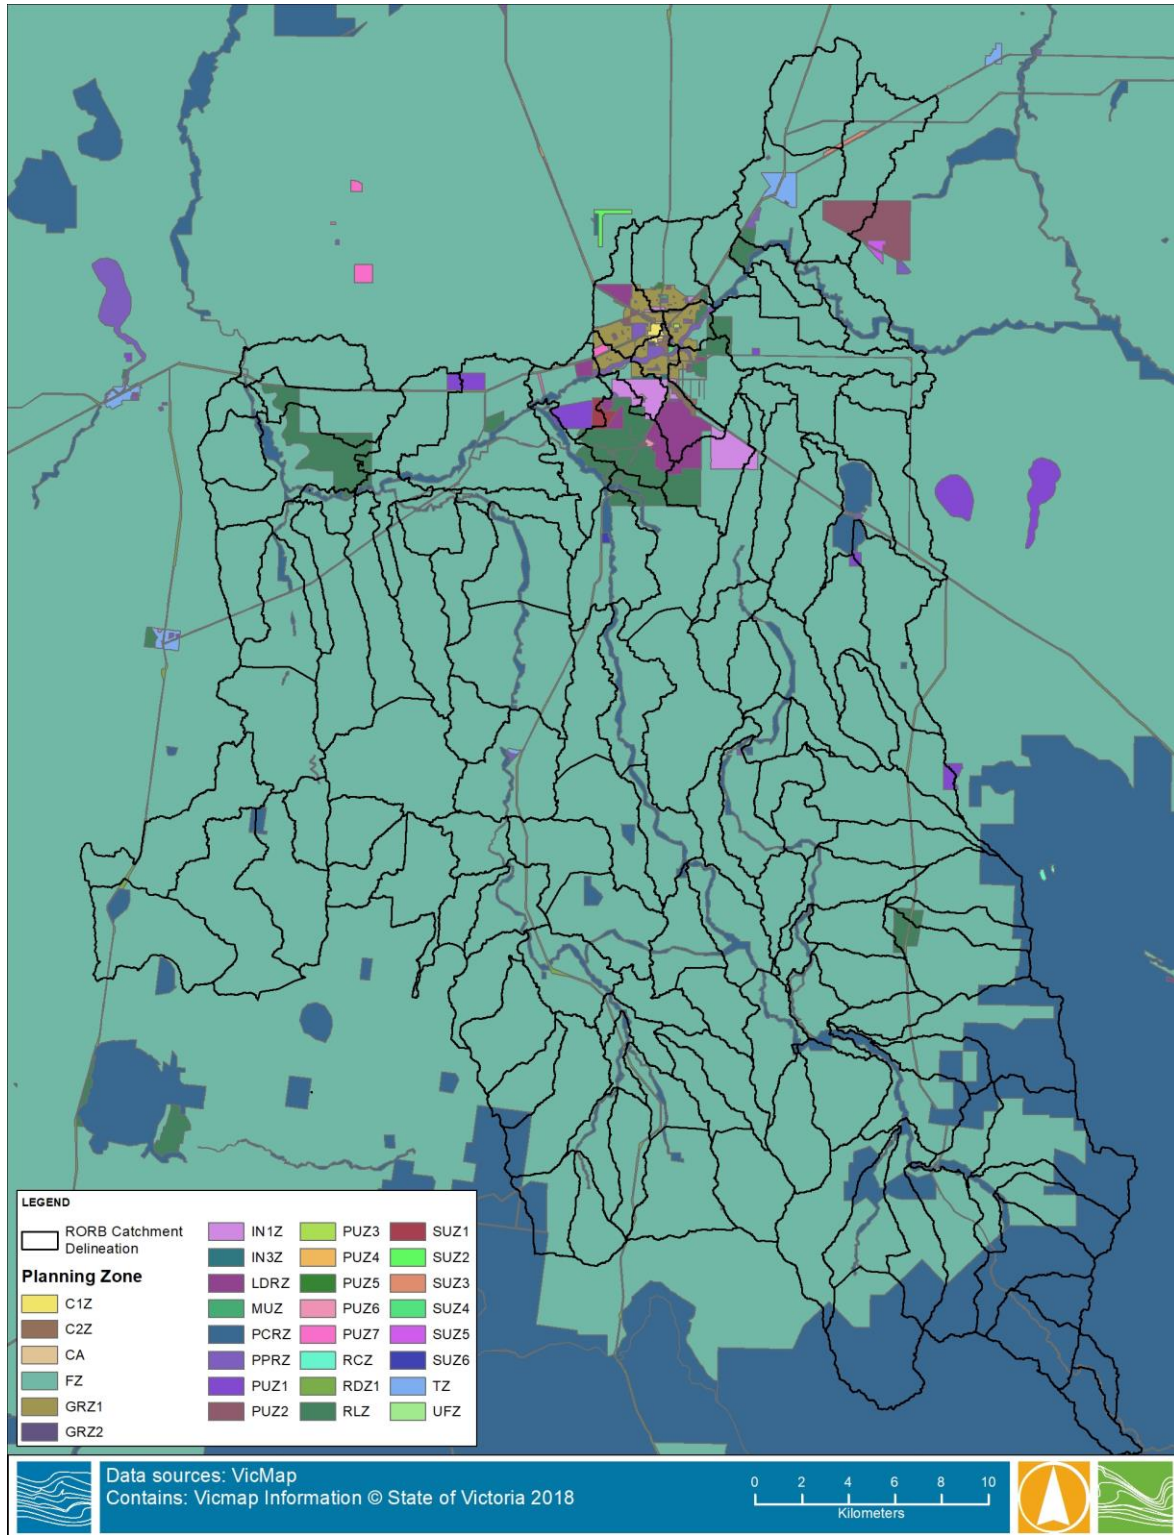 LEGEND
RORB Catchment
Delineation
Planning Zone
C1Z
C2Z
CA
FZ
GRZ1
GRZ2
IN1Z
IN3Z
LDRZ
MUZ
PCRZ
PPRZ
PUZ1
PUZ2
PUZ3
PUZ4
PUZ5
PUZ6
PUZ7
RCZ
RDZ1
RLZ
SUZ1
SUZ2
SUZ3
SUZ4
SUZ5
SUZ6
TZ
UFZ
Data sources: VicMap
Contains: Vicmap Information © State of Victoria 2018
0 2 4 6 8 10
Kilometers